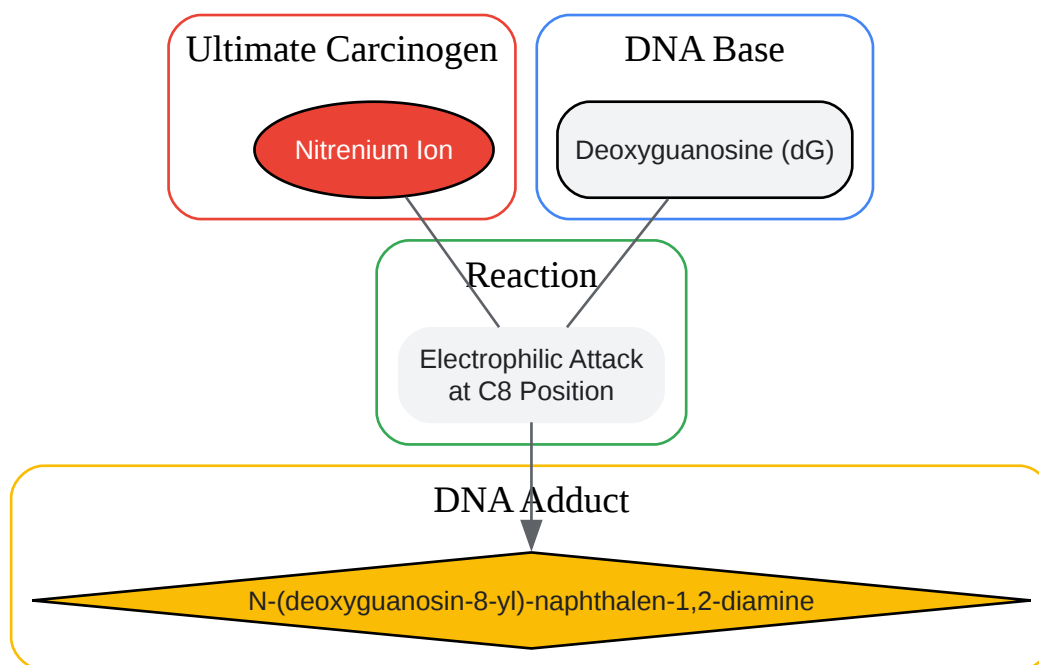 Ultimate Carcinogen
DNA Base
Nitrenium Ion
Deoxyguanosine (dG)
Reaction
Electrophilic Attack
at C8 Position
DNA Adduct
N-(deoxyguanosin-8-yl)-naphthalen-1,2-diamine